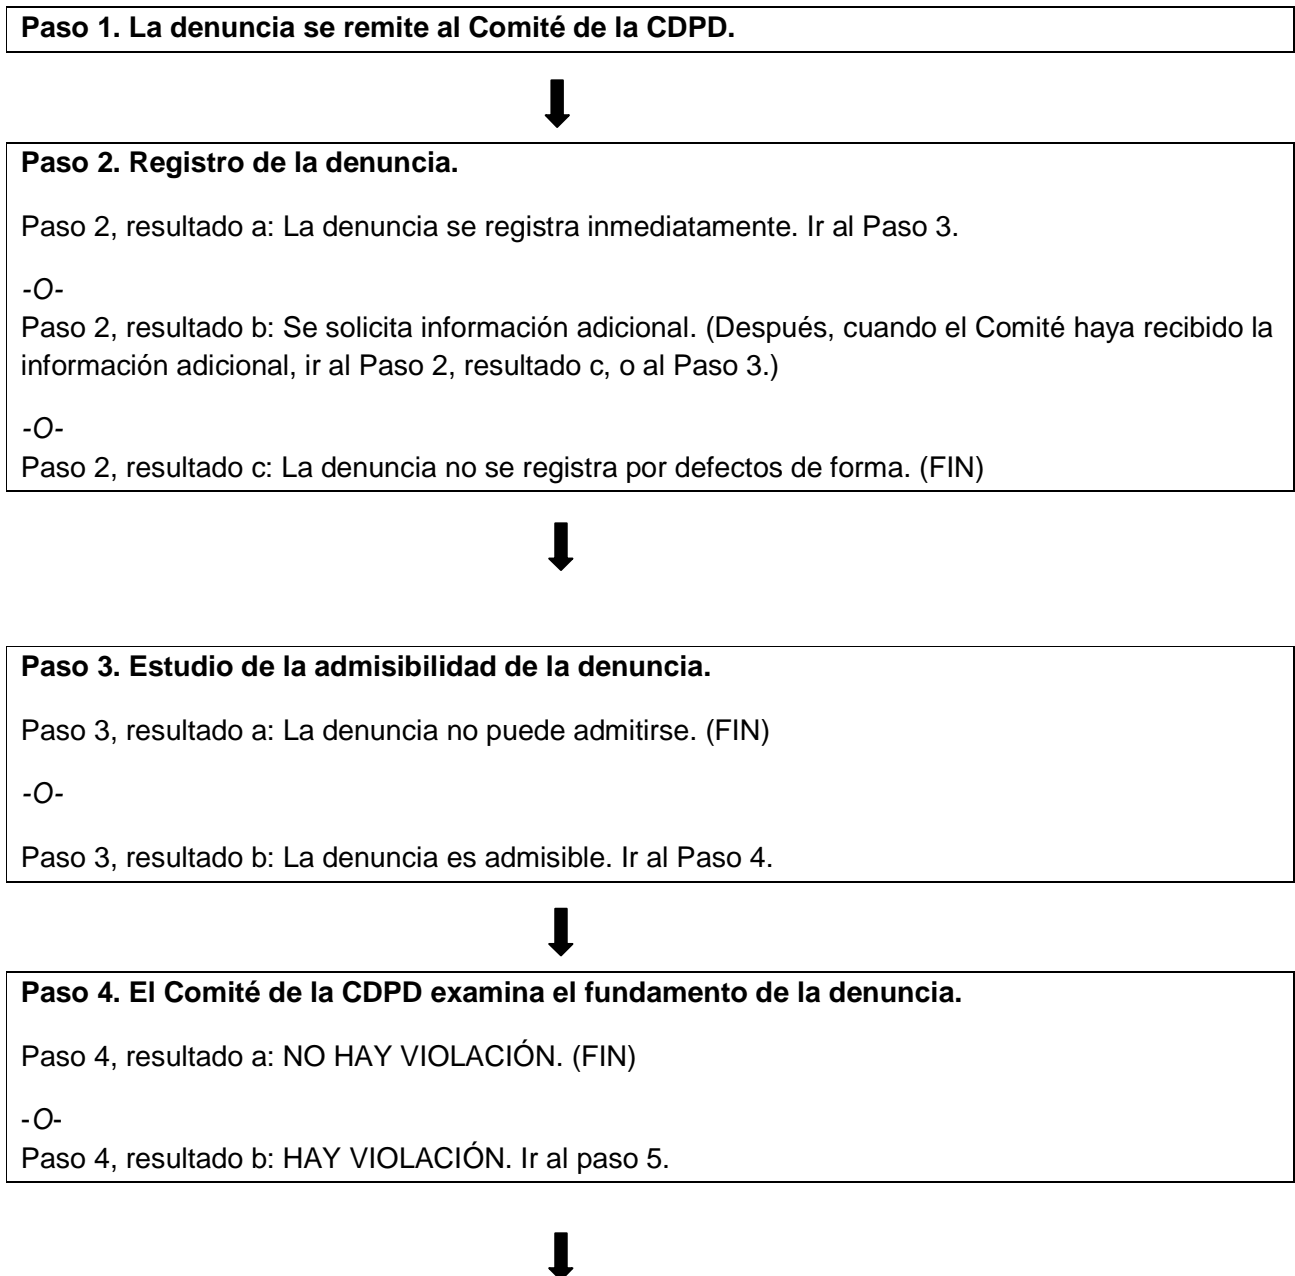 Paso 1. La denuncia se remite al Comité de la CDPD.
Paso 2. Registro de la denuncia.
Paso 2, resultado a: La denuncia se registra inmediatamente. Ir al Paso 3.
-O-
Paso 2, resultado b: Se solicita información adicional. (Después, cuando el Comité haya recibido la
información adicional, ir al Paso 2, resultado c, o al Paso 3.)
-O-
Paso 2, resultado c: La denuncia no se registra por defectos de forma. (FIN)
Paso 3. Estudio de la admisibilidad de la denuncia.
Paso 3, resultado a: La denuncia no puede admitirse. (FIN)
-O-
Paso 3, resultado b: La denuncia es admisible. Ir al Paso 4.
Paso 4. El Comité de la CDPD examina el fundamento de la denuncia.
Paso 4, resultado a: NO HAY VIOLACIÓN. (FIN)
-O-
Paso 4, resultado b: HAY VIOLACIÓN. Ir al paso 5.